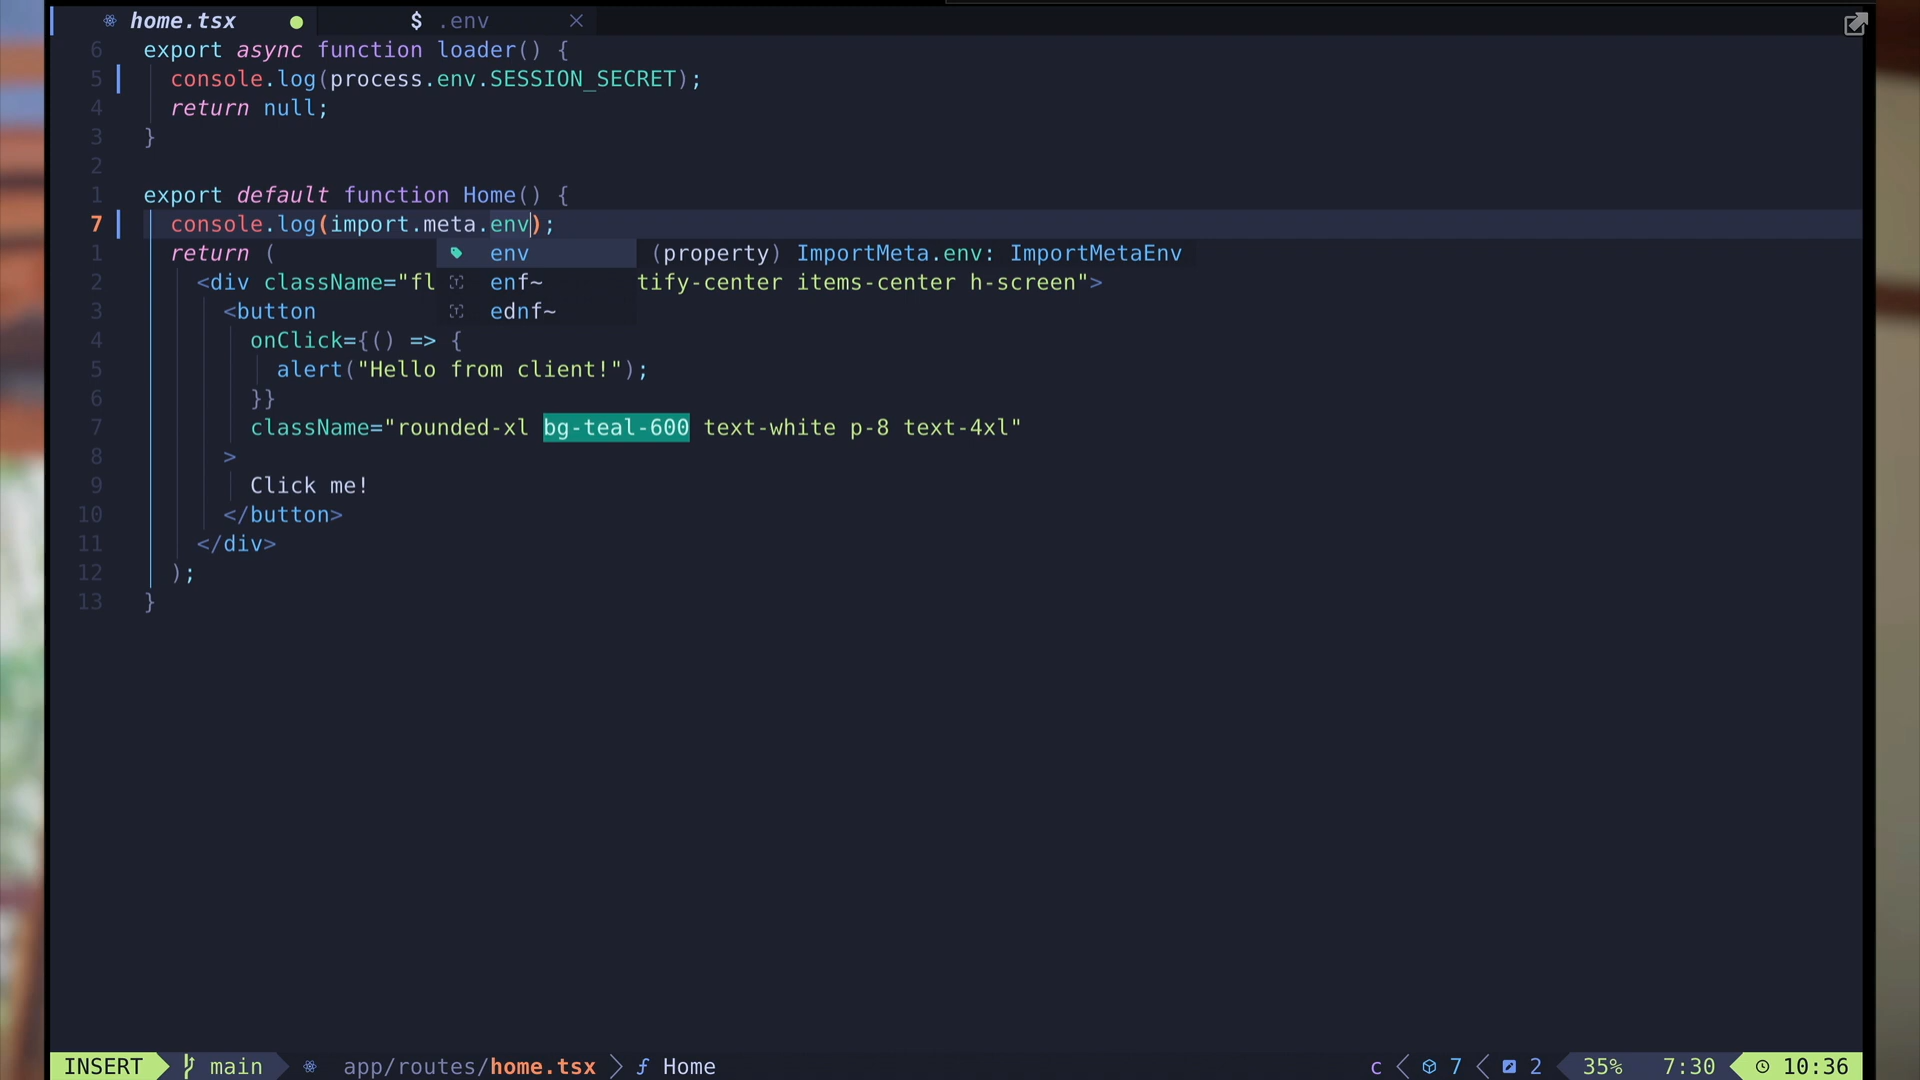 home.tsx $ .env
6 export async function loader() {
5 console.log(process.env.SESSION_SECRET);
4 return null;
3 }
2
1 export default function Home() {
7 console.log(import.meta.env);
env (property) ImportMeta.env: ImportMetaEnv
1 return (
enf~
2 <div className="fl tify-center items-center h-screen">
ednf~
3 <button
4 onClick={() => {
5 alert("Hello from client!");
6 }}
7 className="rounded-xl bg-teal-600 text-white p-8 text-4xl"
8 >
9 Click me!
10 </button>
11 </div>
12 );
13 }
INSERT main app/routes/home.tsx > ƒ Home c < 7 < 2 35% 7:30 10:36